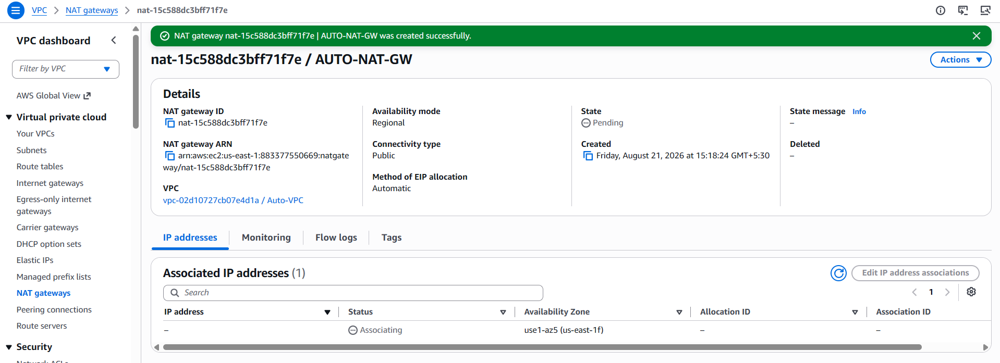 VPC > NAT gateways > nat-15c588dc3bff71f7e
VPC dashboard
Filter by VPC
AWS Global View
Virtual private cloud
Your VPCs
Subnets
Route tables
Internet gateways
Egress-only internet
gateways
Carrier gateways
DHCP option sets
Elastic IPs
Managed prefix lists
NAT gateways
Peering connections
Route servers
Security
Network ACLs
NAT gateway nat-15c588dc3bff71f7e | AUTO-NAT-GW was created successfully.
nat-15c588dc3bff71f7e / AUTO-NAT-GW
Actions
Details
NAT gateway ID
nat-15c588dc3bff71f7e
NAT gateway ARN
arn:aws:ec2:us-east-1:883377550669:natgate
way/nat-15c588dc3bff71f7e
VPC
vpc-02d10727cb07e4d1a / Auto-VPC
Availability mode
Regional
Connectivity type
Public
Method of EIP allocation
Automatic
State
Pending
Created
Friday, August 21, 2026 at 15:18:24 GMT+5:30
State message Info
–
Deleted
–
IP addresses
Monitoring
Flow logs
Tags
Associated IP addresses (1)
Edit IP address associations
Search
1
IP address Status Availability Zone Allocation ID Association ID
– Associating use1-az5 (us-east-1f) – –